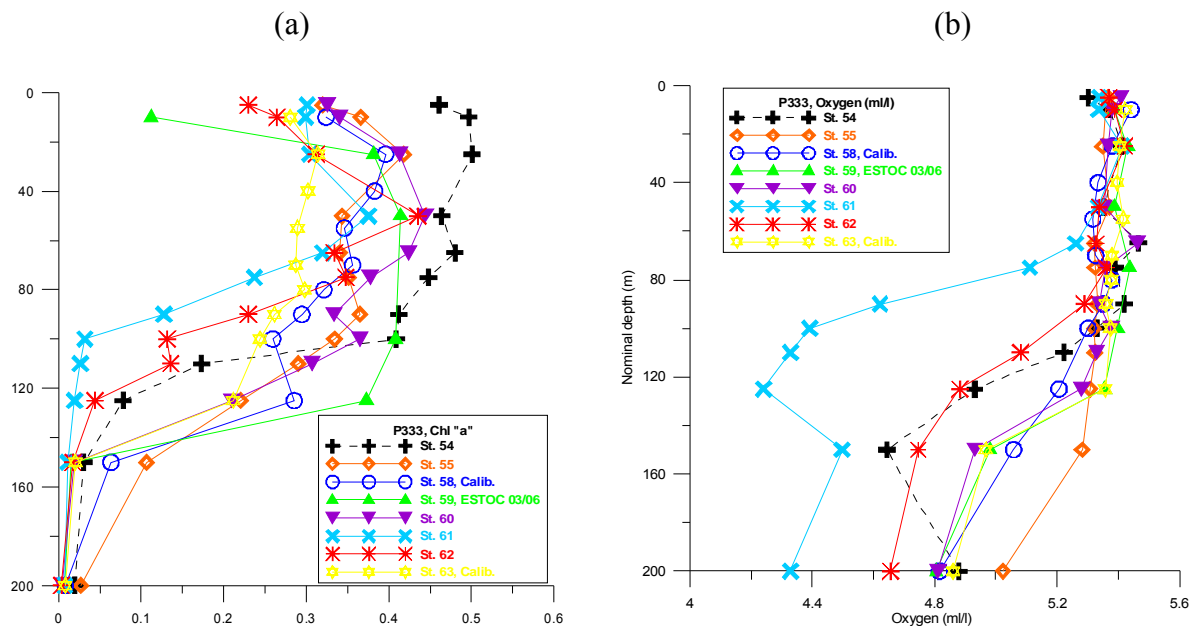 (a)
(b)
0
40
80
120
160
200
0
0.1
0.2
0.3
0.4
0.5
0.6
P333, Chl "a"
St. 54
St. 55
St. 58, Calib.
St. 59, ESTOC 03/06
St. 60
St. 61
St. 62
St. 63, Calib.
Nominal depth (m)
0
40
80
120
160
200
4
4.4
4.8
5.2
5.6
Oxygen (ml/l)
P333, Oxygen (ml/l)
St. 54
St. 55
St. 58, Calib.
St. 59, ESTOC 03/06
St. 60
St. 61
St. 62
St. 63, Calib.